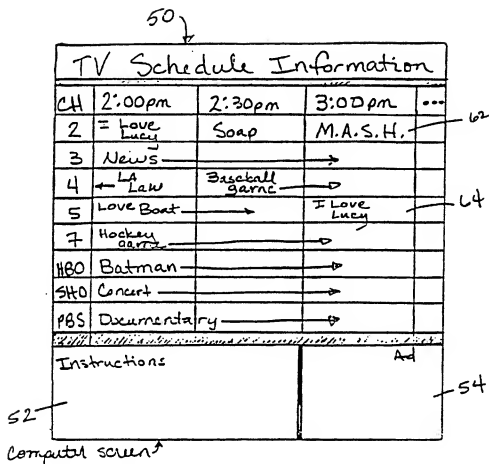 50
TV Schedule Information
CH 2:00pm 2:30pm 3:00pm ...
2 I Love Lucy Soap M.A.S.H. 62
3 News
4 LA Law Baseball game
5 Love Boat I Love Lucy 64
7 Hockey game
HBO Batman
SHO Concert
PBS Documentary
Instructions Ad
52 54
Computer screen